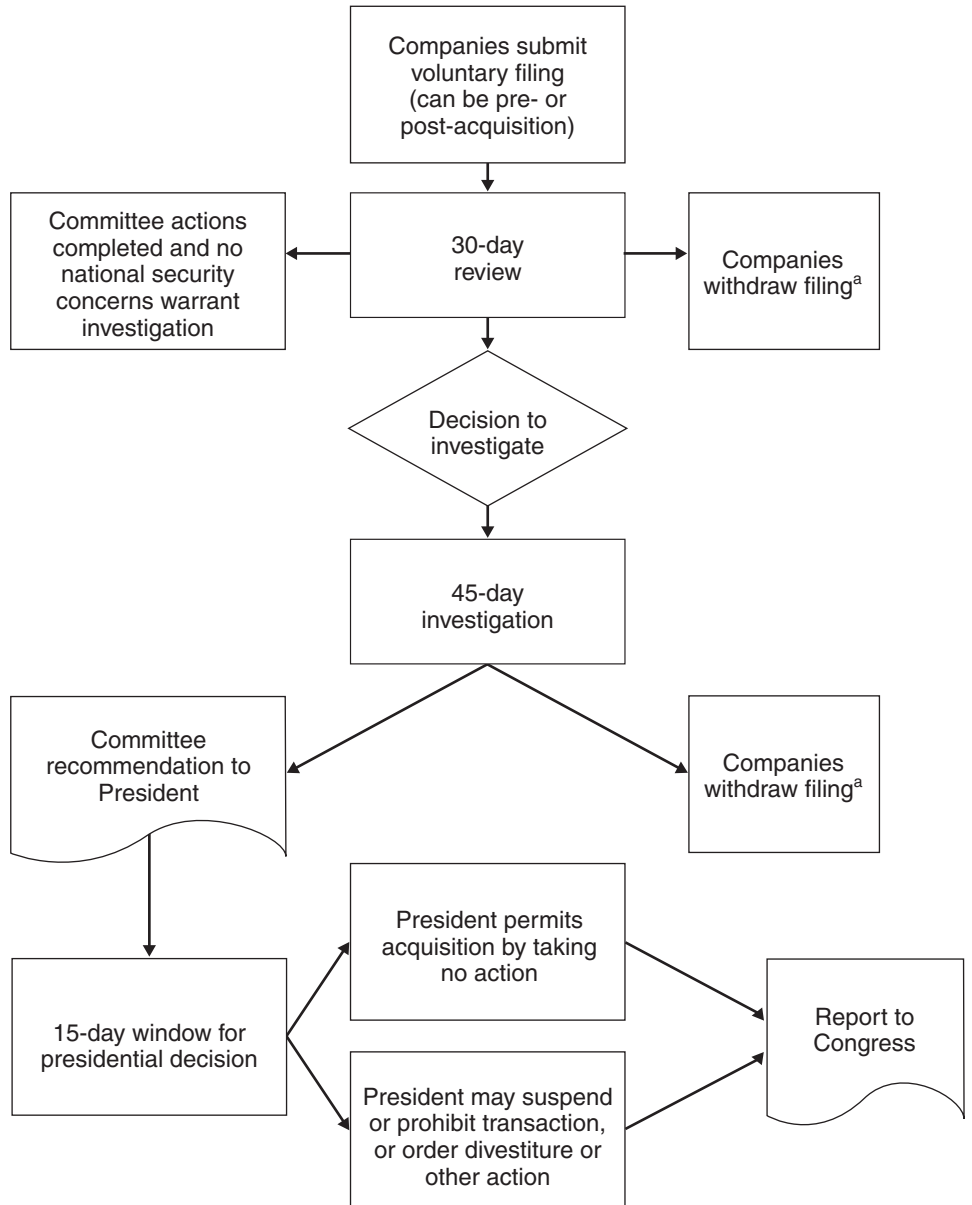 Companies submit
voluntary filing
(can be pre- or
post-acquisition)
Committee actions
completed and no
national security
concerns warrant
investigation
30-day
review
Companies
withdraw filingᵃ
Decision to
investigate
45-day
investigation
Committee
recommendation to
President
Companies
withdraw filingᵃ
President permits
acquisition by taking
no action
15-day window for
presidential decision
Report to
Congress
President may suspend
or prohibit transaction,
or order divestiture or
other action